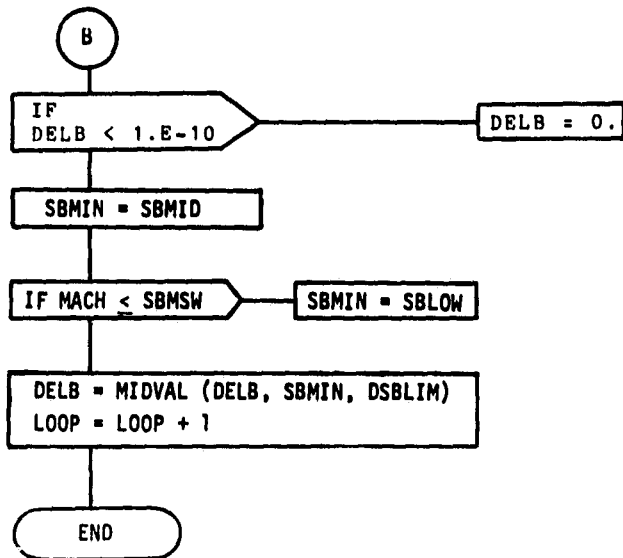 B
IF
DELB < 1.E-10
DELB = 0.
SBMIN = SBMID
IF MACH ≤ SBMSW
SBMIN = SBLOW
DELB = MIDVAL (DELB, SBMIN, DSBLIM)
LOOP = LOOP + 1
END